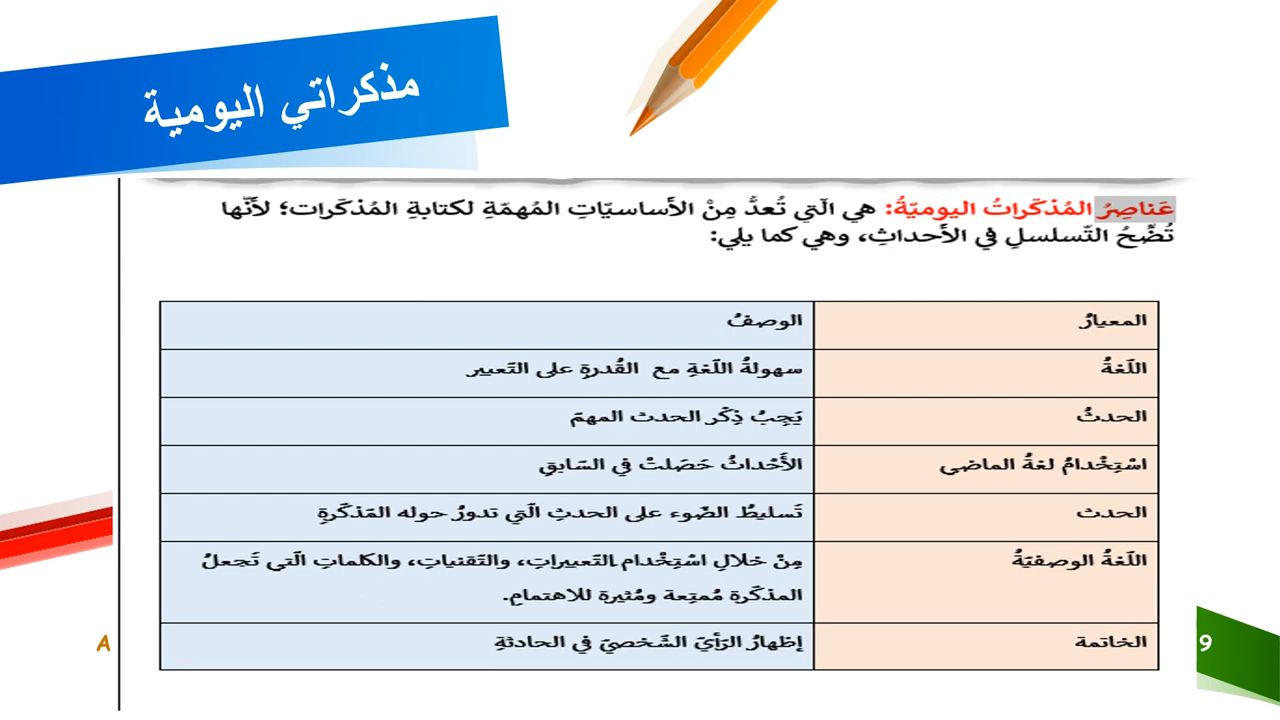 مذكراتي اليومية
عَناصِرُ المُذكَراتُ اليوميّةُ: هي الّتي تُعدُّ مِنْ الأساسيّاتِ المُهمّةِ لكتابةِ المُذكَرات؛ لأنّها
تُضّحُ التّسلسلِ في الأحداثِ، وهي كما يلي:
المعيارُ الوصفُ
اللّغةُ سهولةُ اللّغةِ مع القُدرةِ على التّعبير
الحدثُ يَجِبُ ذِكْر الحدث المهمّ
اسْتِخْدامُ لغةُ الماضي الأَحْداثُ حَصَلتْ في السّابقِ
الحدث تَسليطُ الضّوء على الحدثِ الّتي تدورُ حوله المّذكّرةِ
اللّغةُ الوصفيّةُ مِنْ خلالِ اسْتِخْدام التّعبيراتِ، والتّقنياتِ، والكلماتِ الّتي تَجعلُ
المذكّرة مُمتِعة ومُثيرة للاهتمامِ.
الخاتمة إظهارُ الرّأيّ الشّخصيّ في الحادثةِ
A
9